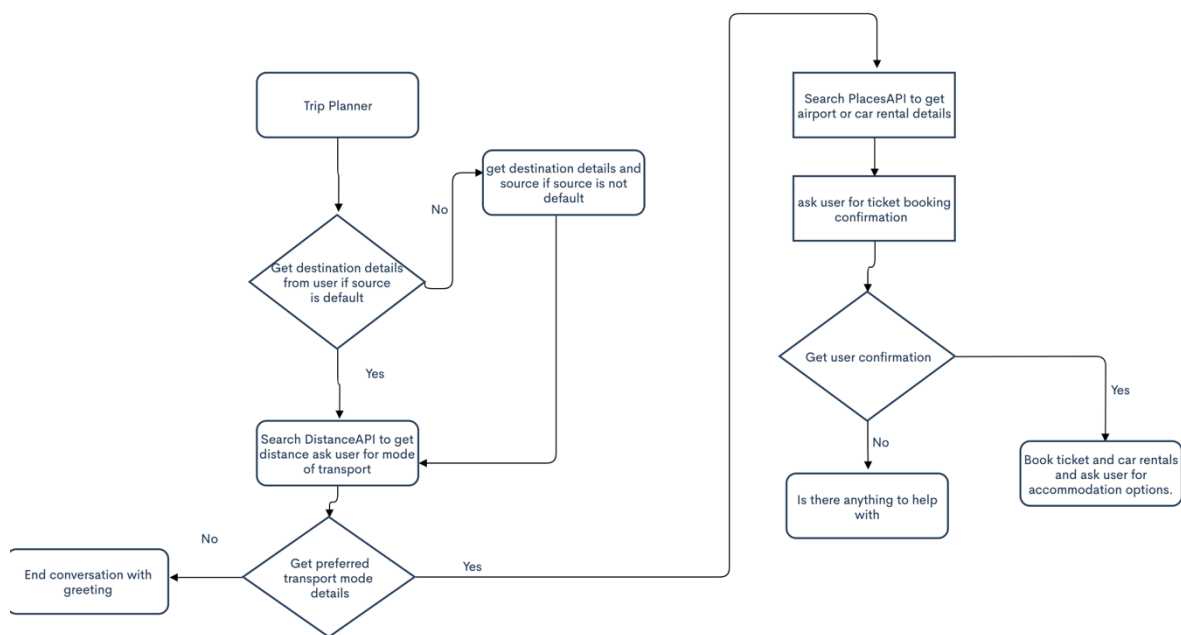 Trip Planner
get destination details and
source if source is not
default
No
Get destination details
from user if source
is default
Yes
Search DistanceAPI to get
distance ask user for mode
of transport
No
Get preferred
transport mode
details
Yes
End conversation with
greeting
Search PlacesAPI to get
airport or car rental details
ask user for ticket booking
confirmation
Get user confirmation
Yes
No
Book ticket and car rentals
and ask user for
accommodation options.
Is there anything to help
with